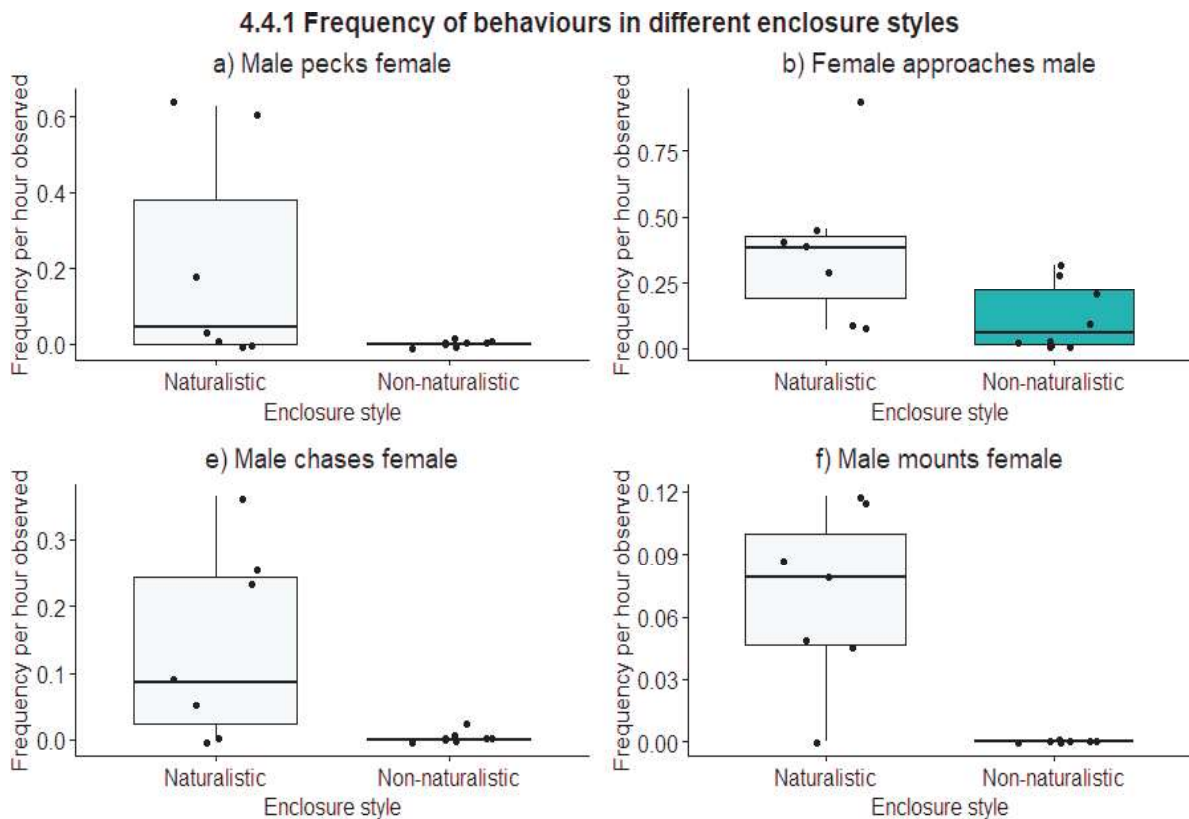 4.4.1 Frequency of behaviours in different enclosure styles
a) Male pecks female
Frequency per hour observed
0.6
0.4
0.2
0.0
Naturalistic
Non-naturalistic
Enclosure style
b) Female approaches male
Frequency per hour observed
0.75
0.50
0.25
0.00
Naturalistic
Non-naturalistic
Enclosure style
e) Male chases female
Frequency per hour observed
0.3
0.2
0.1
0.0
Naturalistic
Non-naturalistic
Enclosure style
f) Male mounts female
Frequency per hour observed
0.12
0.09
0.06
0.03
0.00
Naturalistic
Non-naturalistic
Enclosure style